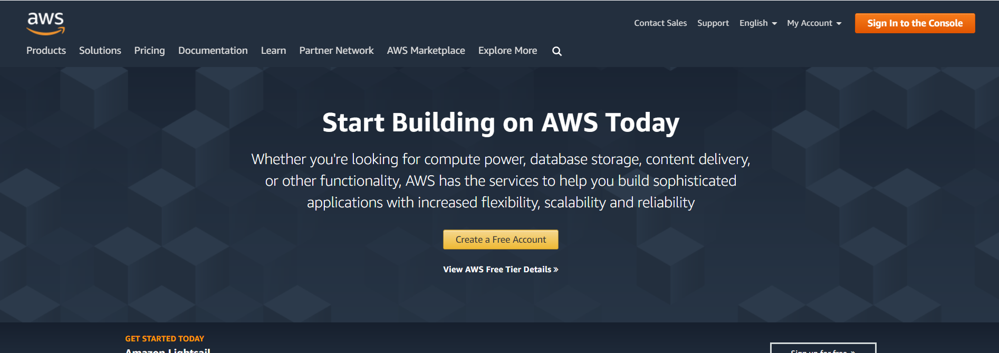 aws
Contact Sales Support English My Account Sign In to the Console
Products Solutions Pricing Documentation Learn Partner Network AWS Marketplace Explore More
Start Building on AWS Today
Whether you're looking for compute power, database storage, content delivery,
or other functionality, AWS has the services to help you build sophisticated
applications with increased flexibility, scalability and reliability
Create a Free Account
View AWS Free Tier Details »
GET STARTED TODAY
Amazon Lightsail
Sign up for free »